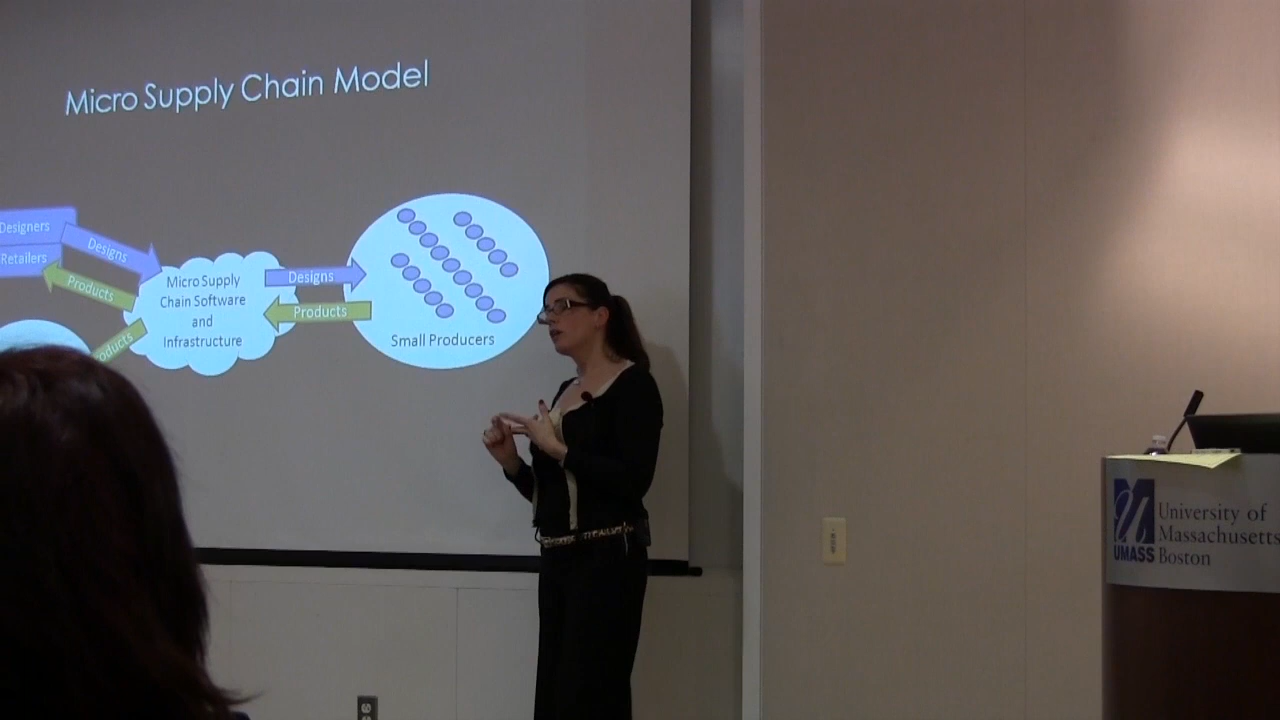 Micro Supply Chain Model
Designers
Retailers
Designs
Products
Micro Supply
Chain Software
and
Infrastructure
Designs
Products
Small Producers
University of
Massachusetts
Boston
UMASS